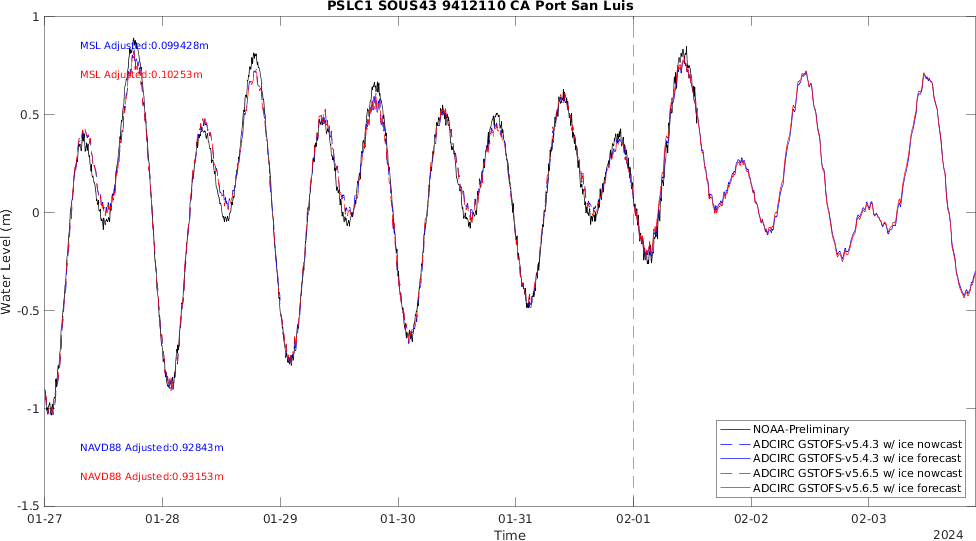 PSLC1 SOUS43 9412110 CA Port San Luis
MSL Adjusted:0.099428m
MSL Adjusted:0.10253m
NAVD88 Adjusted:0.92843m
NAVD88 Adjusted:0.93153m
Water Level (m)
1
0.5
0
-0.5
-1
-1.5
NOAA-Preliminary
ADCIRC GSTOFS-v5.4.3 w/ ice nowcast
ADCIRC GSTOFS-v5.4.3 w/ ice forecast
ADCIRC GSTOFS-v5.6.5 w/ ice nowcast
ADCIRC GSTOFS-v5.6.5 w/ ice forecast
01-27 01-28 01-29 01-30 01-31 02-01 02-02 02-03
Time
2024